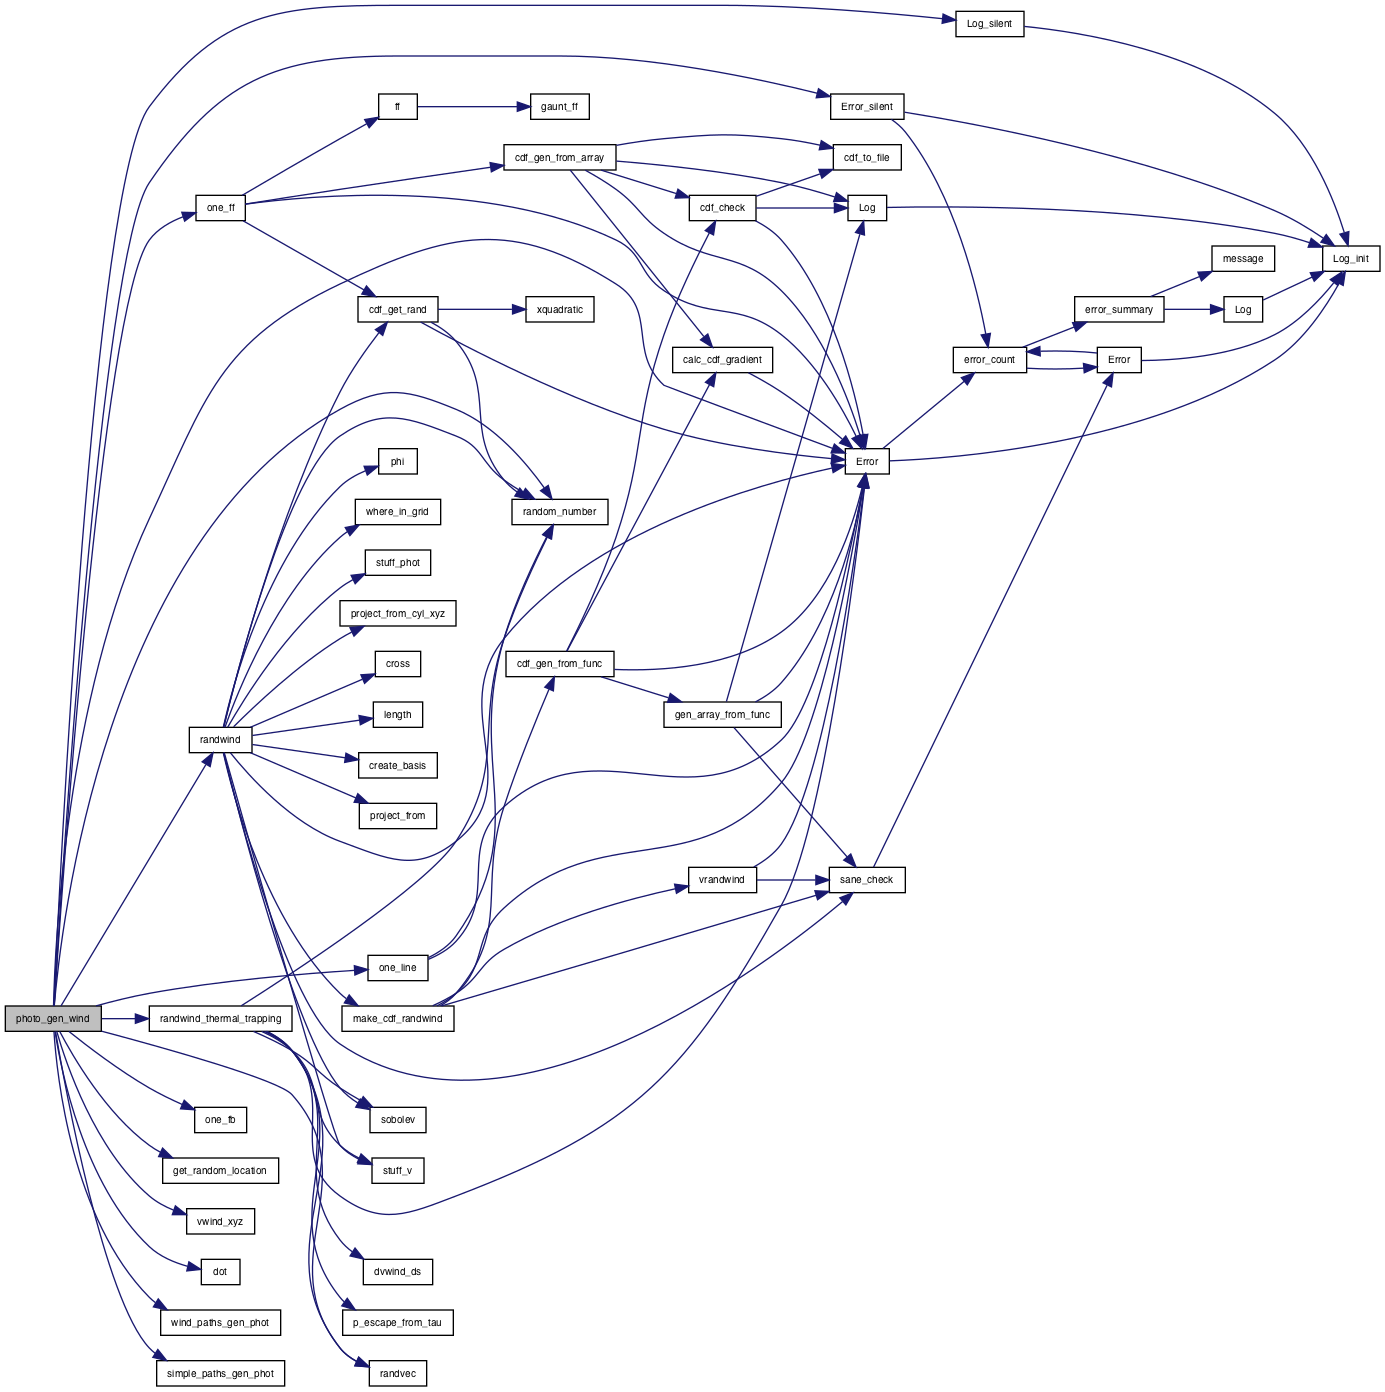 Log_silent
ff
gaunt_ff
Error_silent
cdf_gen_from_array
cdf_to_file
one_ff
cdf_check
Log
message
Log_init
cdf_get_rand
xquadratic
error_summary
Log
calc_cdf_gradient
error_count
Error
phi
Error
where_in_grid
random_number
stuff_phot
project_from_cyl_xyz
cross
cdf_gen_from_func
length
gen_array_from_func
randwind
create_basis
project_from
vrandwind
sane_check
one_line
photo_gen_wind
randwind_thermal_trapping
make_cdf_randwind
one_fb
sobolev
get_random_location
stuff_v
vwind_xyz
dot
dvwind_ds
wind_paths_gen_phot
p_escape_from_tau
simple_paths_gen_phot
randvec